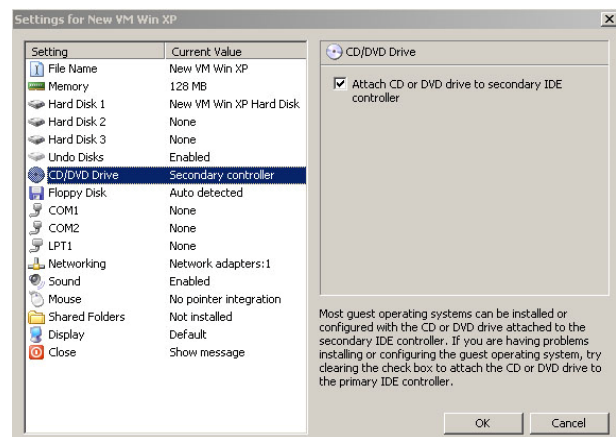 Settings for New VM Win XP
Setting Current Value
File Name New VM Win XP
Memory 128 MB
Hard Disk 1 New VM Win XP Hard Disk
Hard Disk 2 None
Hard Disk 3 None
Undo Disks Enabled
CD/DVD Drive Secondary controller
Floppy Disk Auto detected
COM1 None
COM2 None
LPT1 None
Networking Network adapters:1
Sound Enabled
Mouse No pointer integration
Shared Folders Not installed
Display Default
Close Show message
CD/DVD Drive
Attach CD or DVD drive to secondary IDE
controller
Most guest operating systems can be installed or
configured with the CD or DVD drive attached to the
secondary IDE controller. If you are having problems
installing or configuring the guest operating system, try
clearing the check box to attach the CD or DVD drive to
the primary IDE controller.
OK Cancel